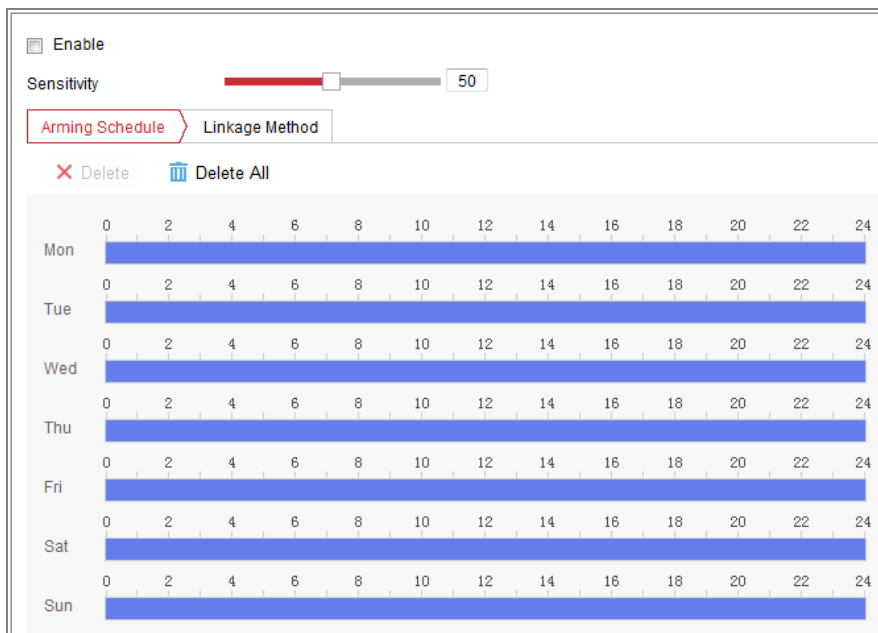 Enable
Sensitivity 50
Arming Schedule Linkage Method
Delete Delete All
0 2 4 6 8 10 12 14 16 18 20 22 24
Mon
0 2 4 6 8 10 12 14 16 18 20 22 24
Tue
0 2 4 6 8 10 12 14 16 18 20 22 24
Wed
0 2 4 6 8 10 12 14 16 18 20 22 24
Thu
0 2 4 6 8 10 12 14 16 18 20 22 24
Fri
0 2 4 6 8 10 12 14 16 18 20 22 24
Sat
0 2 4 6 8 10 12 14 16 18 20 22 24
Sun